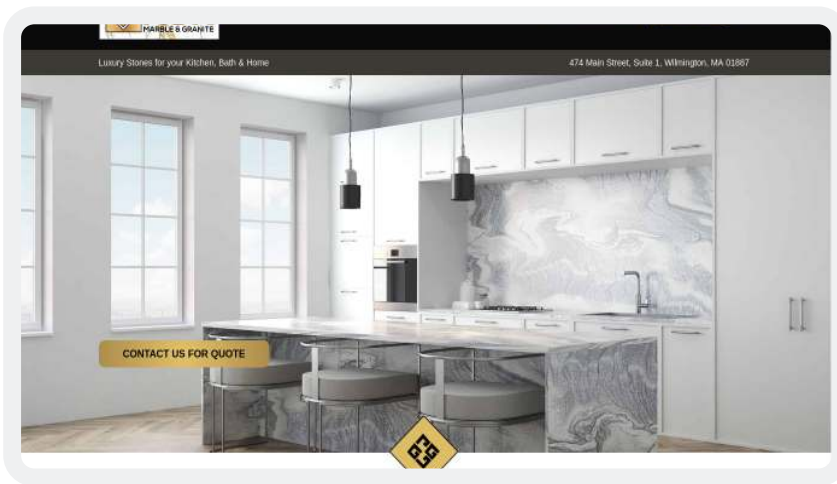 MARBLE & GRANITE
Luxury Stones for your Kitchen, Bath & Home
474 Main Street, Suite 1, Wilmington, MA 01887
CONTACT US FOR QUOTE